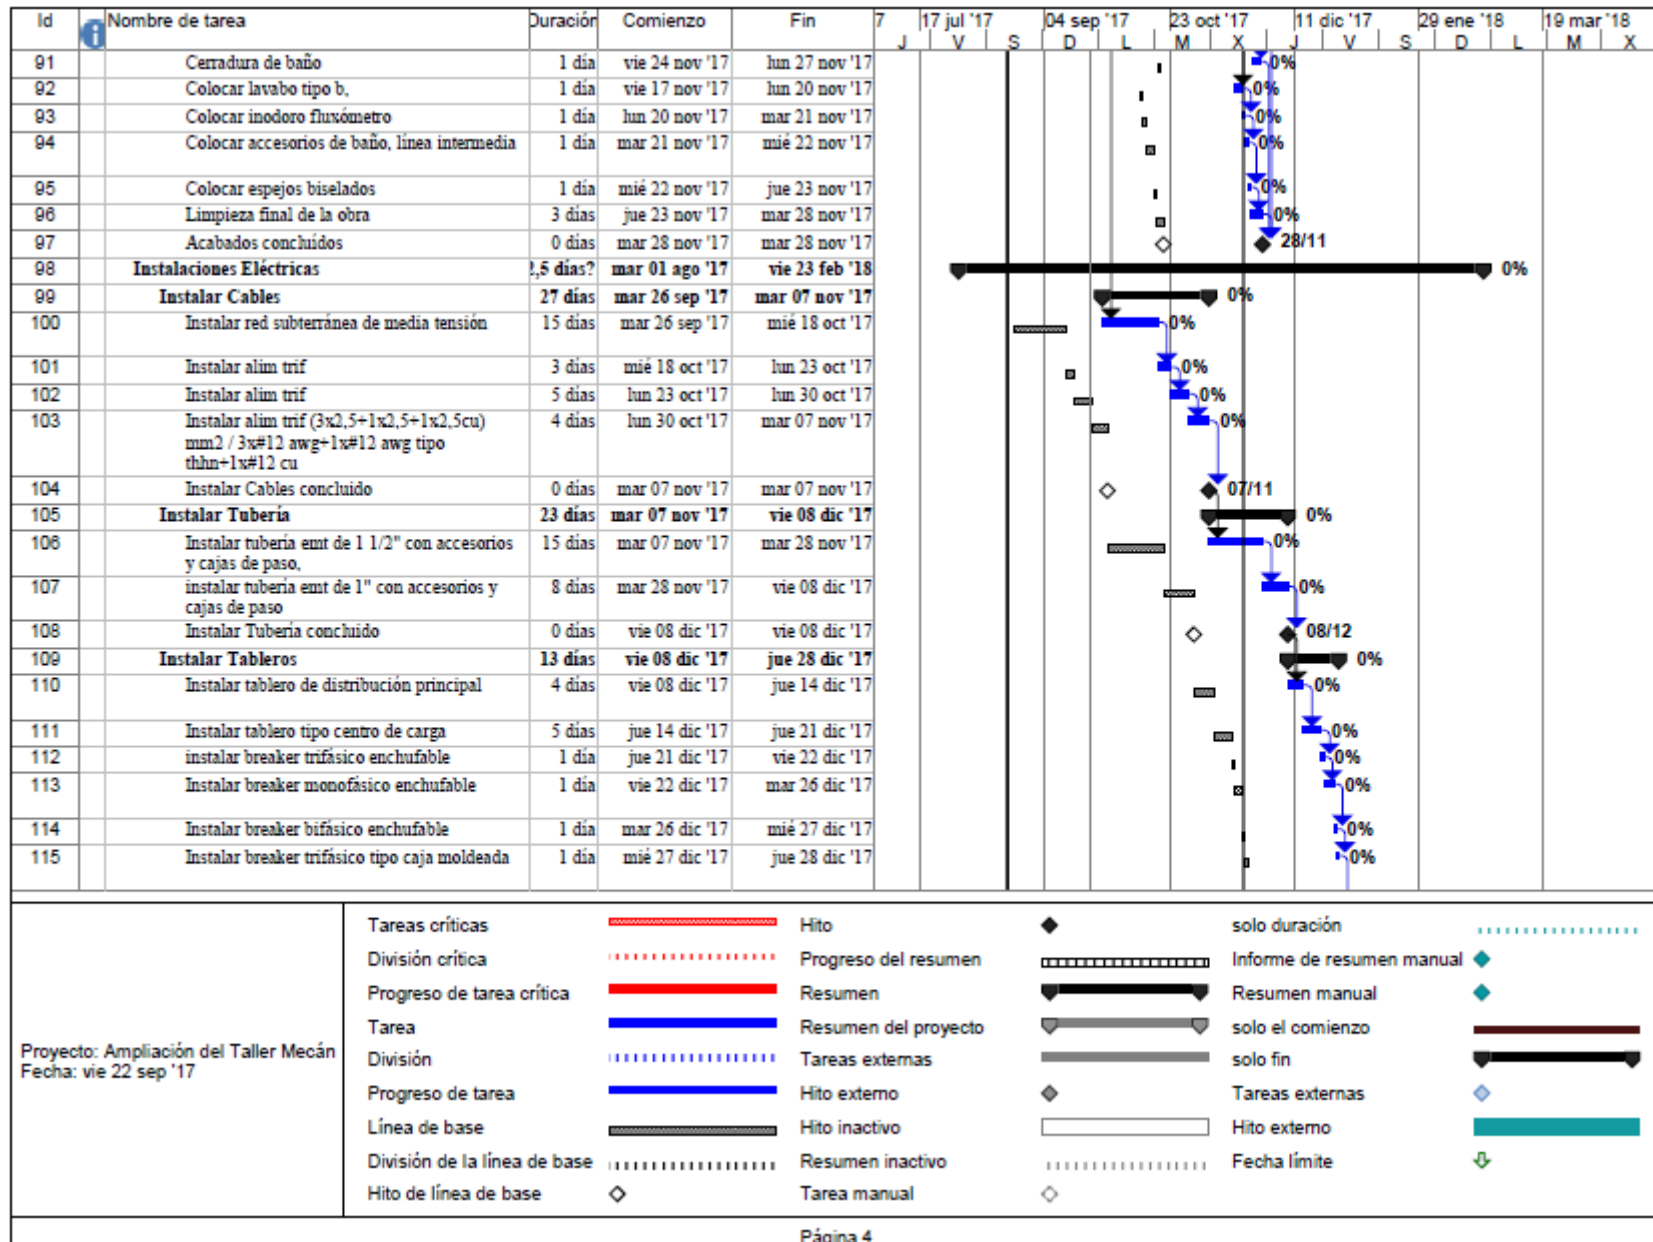 Id Nombre de tarea Duración Comienzo Fin 7 17 jul '17 04 sep '17 23 oct '17 11 dic '17 29 ene '18 19 mar '18
J V S D L M X J V S D L M X
91 Cerradura de baño 1 día vie 24 nov '17 lun 27 nov '17 0%
92 Colocar lavabo tipo b, 1 día vie 17 nov '17 lun 20 nov '17 0%
93 Colocar inodoro fluxómetro 1 día lun 20 nov '17 mar 21 nov '17 0%
94 Colocar accesorios de baño, línea intermedia 1 día mar 21 nov '17 mié 22 nov '17 0%
95 Colocar espejos biselados 1 día mié 22 nov '17 jue 23 nov '17 0%
96 Limpieza final de la obra 3 días jue 23 nov '17 mar 28 nov '17 0%
97 Acabados concluídos 0 días mar 28 nov '17 mar 28 nov '17 28/11
98 Instalaciones Eléctricas 2,5 días? mar 01 ago '17 vie 23 feb '18 0%
99 Instalar Cables 27 días mar 26 sep '17 mar 07 nov '17 0%
100 Instalar red subterránea de media tensión 15 días mar 26 sep '17 mié 18 oct '17 0%
101 Instalar alim trif 3 días mié 18 oct '17 lun 23 oct '17 0%
102 Instalar alim trif 5 días lun 23 oct '17 lun 30 oct '17 0%
103 Instalar alim trif (3x2,5+1x2,5+1x2,5cu) 4 días lun 30 oct '17 mar 07 nov '17 0%
mm2 / 3x#12 awg+1x#12 awg tipo
thhn+1x#12 cu
104 Instalar Cables concluido 0 días mar 07 nov '17 mar 07 nov '17 07/11
105 Instalar Tubería 23 días mar 07 nov '17 vie 08 dic '17 0%
106 Instalar tubería emt de 1 1/2" con accesorios 15 días mar 07 nov '17 mar 28 nov '17 0%
y cajas de paso,
107 instalar tubería emt de 1" con accesorios y 8 días mar 28 nov '17 vie 08 dic '17 0%
cajas de paso
108 Instalar Tubería concluido 0 días vie 08 dic '17 vie 08 dic '17 08/12
109 Instalar Tableros 13 días vie 08 dic '17 jue 28 dic '17 0%
110 Instalar tablero de distribución principal 4 días vie 08 dic '17 jue 14 dic '17 0%
111 Instalar tablero tipo centro de carga 5 días jue 14 dic '17 jue 21 dic '17 0%
112 instalar breaker trifásico enchufable 1 día jue 21 dic '17 vie 22 dic '17 0%
113 Instalar breaker monofásico enchufable 1 día vie 22 dic '17 mar 26 dic '17 0%
114 Instalar breaker bifásico enchufable 1 día mar 26 dic '17 mié 27 dic '17 0%
115 Instalar breaker trifásico tipo caja moldeada 1 día mié 27 dic '17 jue 28 dic '17 0%
Proyecto: Ampliación del Taller Mecán
Fecha: vie 22 sep '17
Tareas críticas
División crítica
Progreso de tarea crítica
Tarea
División
Progreso de tarea
Línea de base
División de la línea de base
Hito de línea de base
Hito
Progreso del resumen
Resumen
Resumen del proyecto
Tareas externas
Hito externo
Hito inactivo
Resumen inactivo
Tarea manual
solo duración
Informe de resumen manual
Resumen manual
solo el comienzo
solo fin
Tareas externas
Hito externo
Fecha límite
Página 4